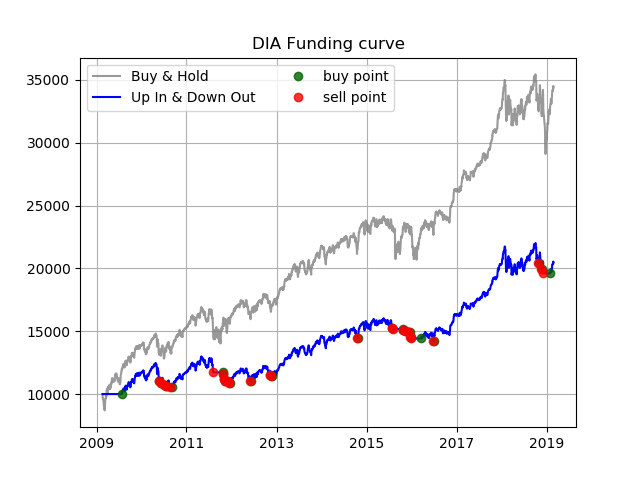 DIA Funding curve
Buy & Hold
Up In & Down Out
buy point
sell point
35000
30000
25000
20000
15000
10000
2009
2011
2013
2015
2017
2019